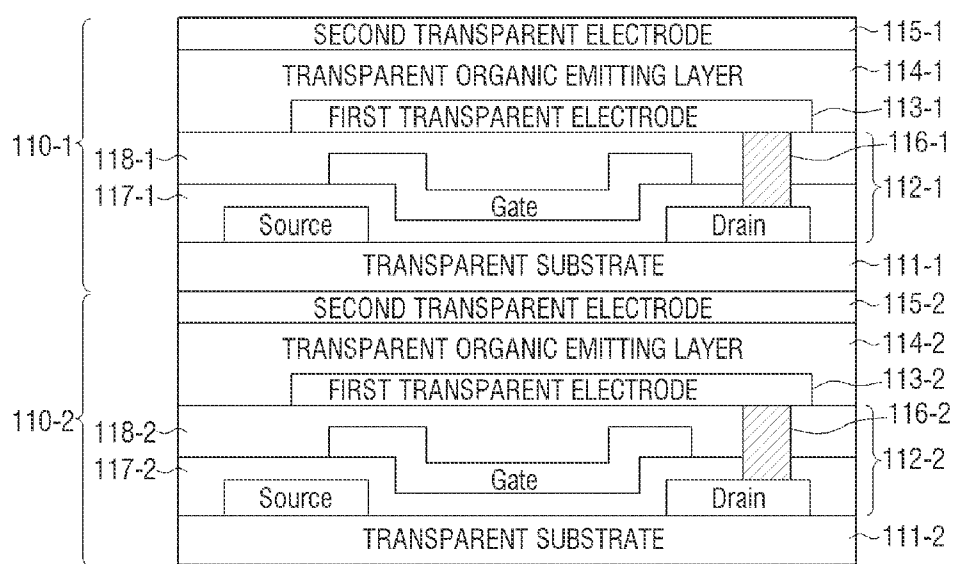 SECOND TRANSPARENT ELECTRODE 115-1
TRANSPARENT ORGANIC EMITTING LAYER 114-1
FIRST TRANSPARENT ELECTRODE 113-1
110-1 118-1 116-1
117-1 Gate 112-1
Source Drain
TRANSPARENT SUBSTRATE 111-1
SECOND TRANSPARENT ELECTRODE 115-2
TRANSPARENT ORGANIC EMITTING LAYER 114-2
FIRST TRANSPARENT ELECTRODE 113-2
110-2 118-2 116-2
117-2 Gate 112-2
Source Drain
TRANSPARENT SUBSTRATE 111-2